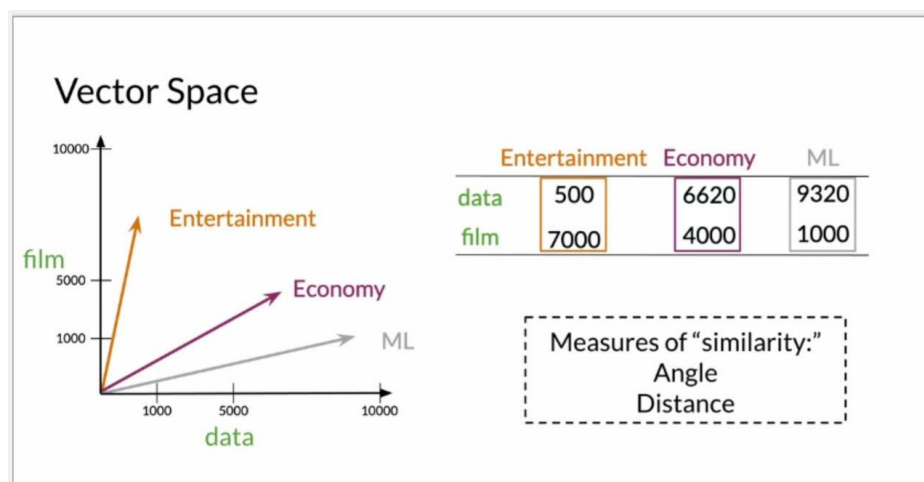 Vector Space
10000
Entertainment
film
5000
Economy
1000
ML
1000 5000 10000
data
Entertainment Economy ML
data 500 6620 9320
film 7000 4000 1000
Measures of “similarity:”
Angle
Distance